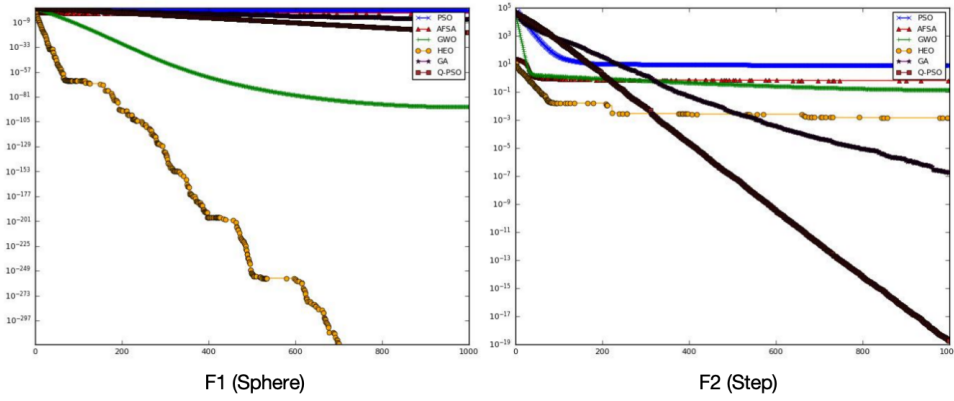 10^-9
10^-33
10^-57
10^-81
10^-105
10^-129
10^-153
10^-177
10^-201
10^-225
10^-249
10^-273
10^-297
0 200 400 600 800 1000
PSO
AFSA
GWO
HEO
GA
Q-PSO
F1 (Sphere)
10^5
10^3
10^1
10^-1
10^-3
10^-5
10^-7
10^-9
10^-11
10^-13
10^-15
10^-17
10^-19
0 200 400 600 800 100
PSO
AFSA
GWO
HEO
GA
Q-PSO
F2 (Step)